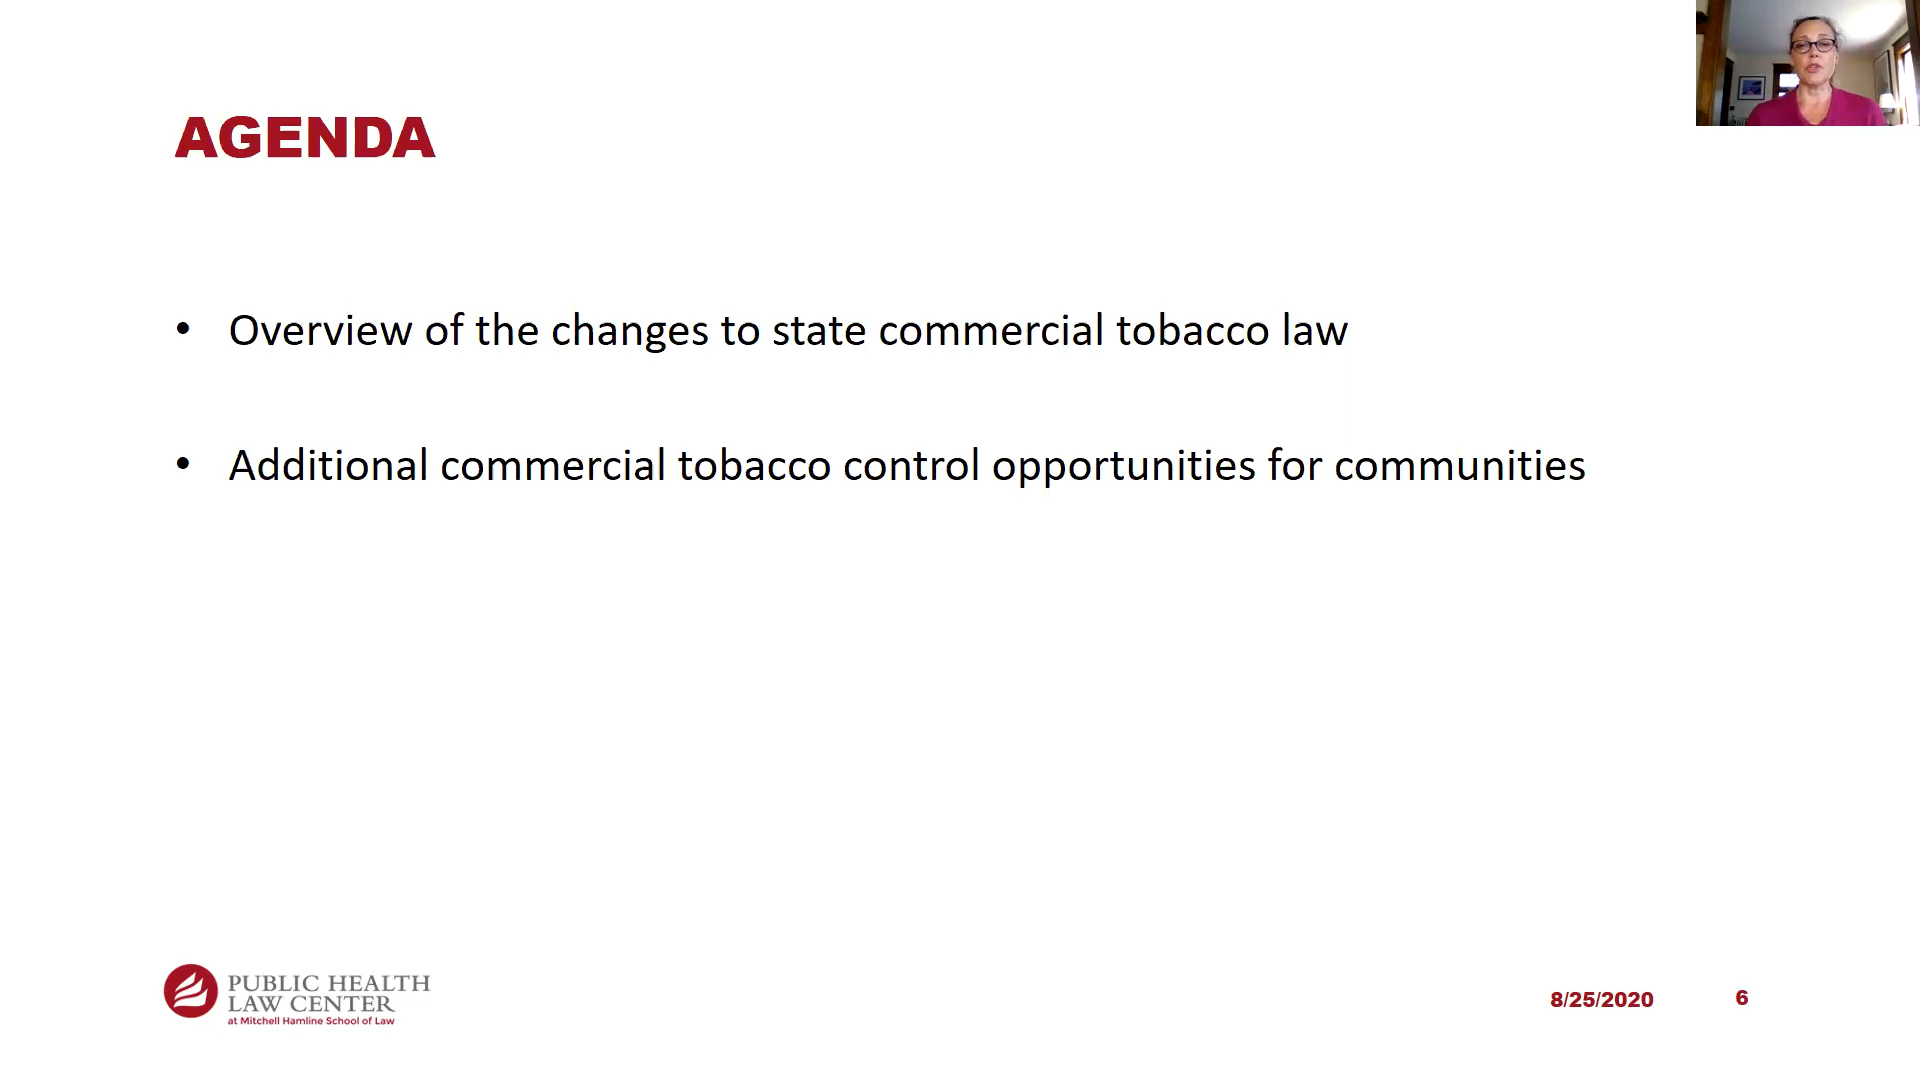 AGENDA
• Overview of the changes to state commercial tobacco law
• Additional commercial tobacco control opportunities for communities
PUBLIC HEALTH
LAW CENTER
at Mitchell Hamline School of Law
8/25/2020
6